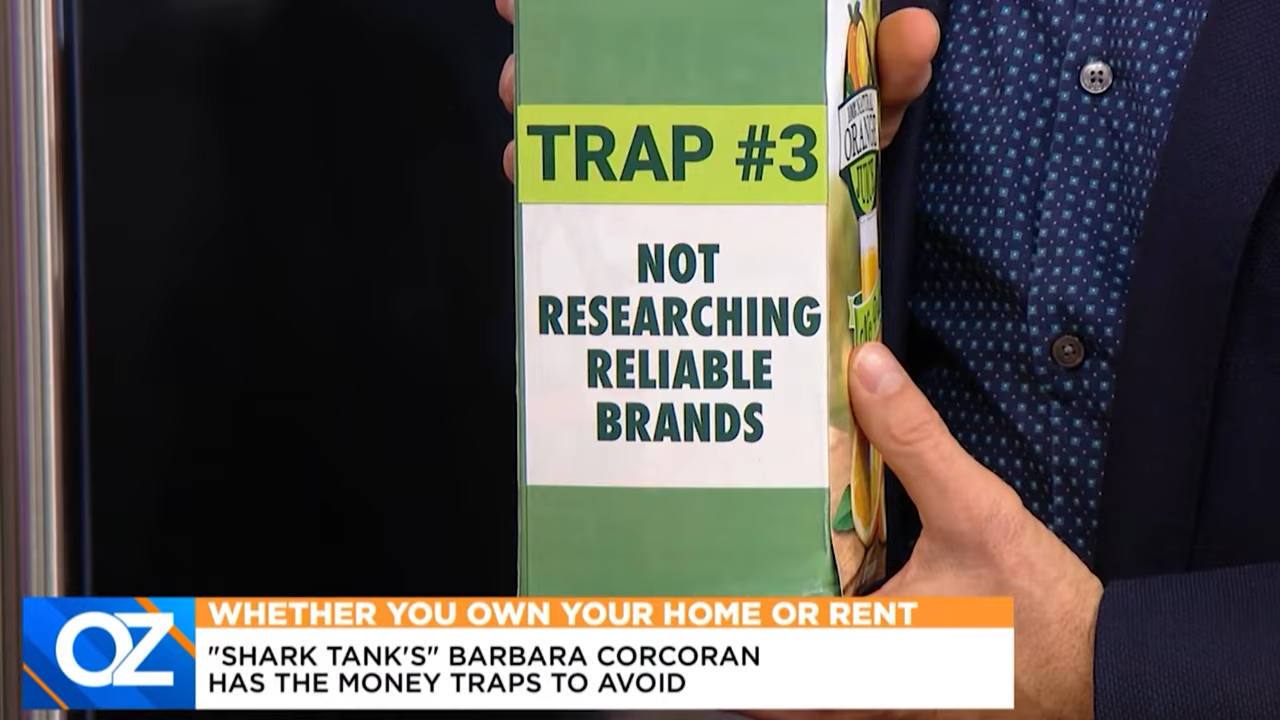 TRAP #3
NOT
RESEARCHING
RELIABLE
BRANDS
ORANGE
OZ
WHETHER YOU OWN YOUR HOME OR RENT
"SHARK TANK'S" BARBARA CORCORAN
HAS THE MONEY TRAPS TO AVOID